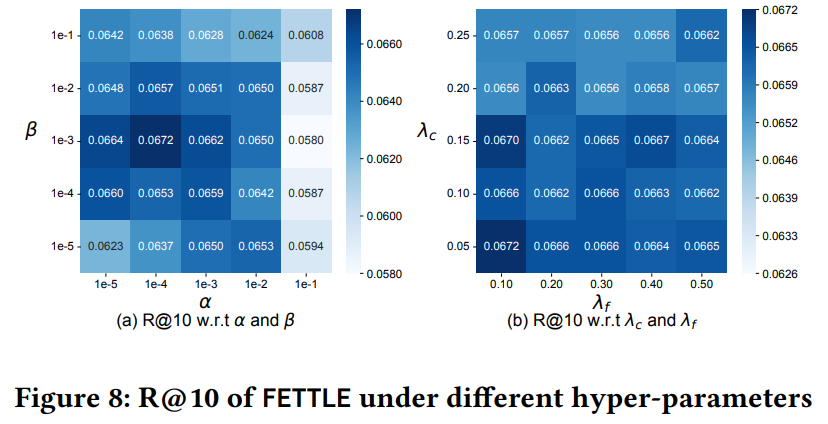 1e-1 0.0642 0.0638 0.0628 0.0624 0.0608
1e-2 0.0648 0.0657 0.0651 0.0650 0.0587
β 1e-3 0.0664 0.0672 0.0662 0.0650 0.0580
1e-4 0.0660 0.0653 0.0659 0.0642 0.0587
1e-5 0.0623 0.0637 0.0650 0.0653 0.0594
1e-5 1e-4 1e-3 1e-2 1e-1
α
0.0660
0.0640
0.0620
0.0600
0.0580
(a) R@10 w.r.t α and β
0.25 0.0657 0.0657 0.0656 0.0656 0.0662
0.20 0.0656 0.0663 0.0656 0.0658 0.0657
λc 0.15 0.0670 0.0662 0.0665 0.0667 0.0664
0.10 0.0666 0.0662 0.0666 0.0663 0.0662
0.05 0.0672 0.0666 0.0666 0.0664 0.0665
0.10 0.20 0.30 0.40 0.50
λf
0.0672
0.0665
0.0659
0.0652
0.0646
0.0639
0.0633
0.0626
(b) R@10 w.r.t λc and λf
Figure 8: R@10 of FETTLE under different hyper-parameters